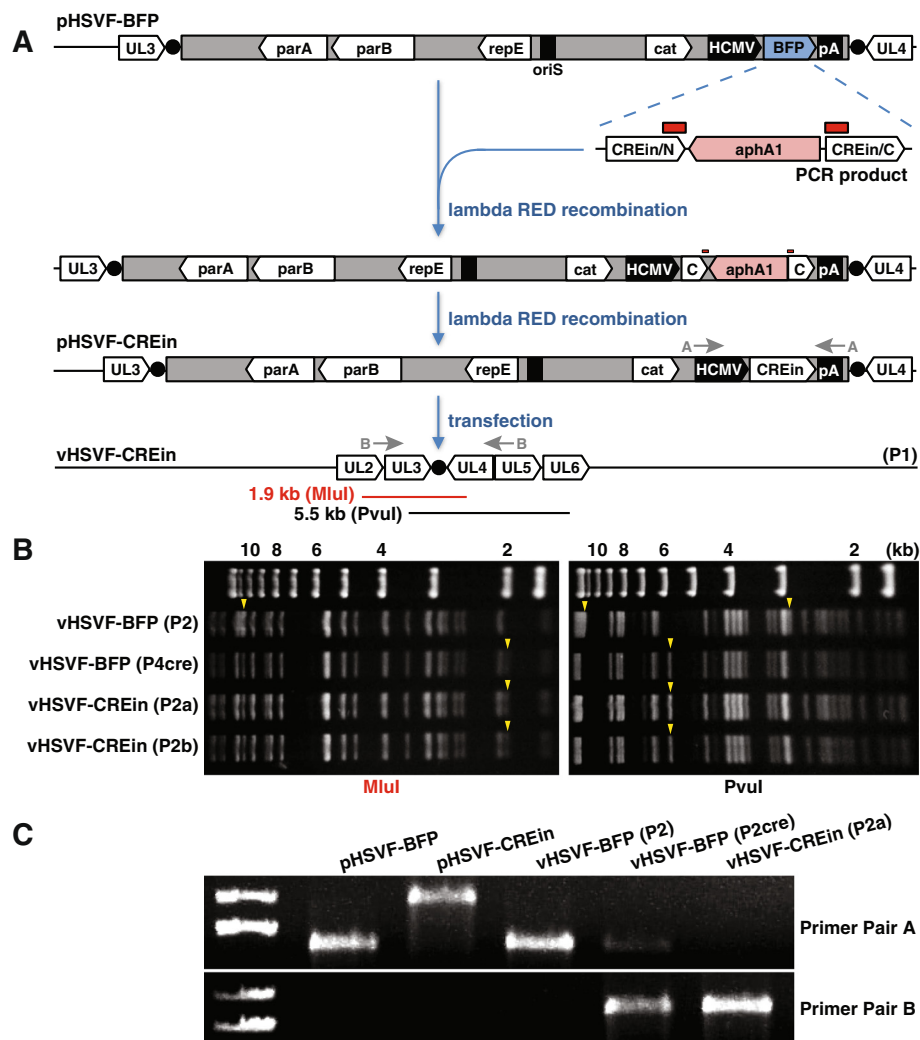 A
pHSVF-BFP
UL3 parA parB repE cat HCMV BFP pA UL4
oriS
CREin/N aphA1 CREin/C
PCR product
lambda RED recombination
UL3 parA parB repE cat HCMV C aphA1 C pA UL4
lambda RED recombination
pHSVF-CREin
A A
UL3 parA parB repE cat HCMV CREin pA UL4
transfection
vHSVF-CREin (P1)
B B
UL2 UL3 UL4 UL5 UL6
1.9 kb (MluI)
5.5 kb (PvuI)
B
10 8 6 4 2 10 8 6 4 2 (kb)
vHSVF-BFP (P2)
vHSVF-BFP (P4cre)
vHSVF-CREin (P2a)
vHSVF-CREin (P2b)
MluI PvuI
C
pHSVF-BFP
pHSVF-CREin
vHSVF-BFP (P2)
vHSVF-BFP (P2cre)
vHSVF-CREin (P2a)
Primer Pair A
Primer Pair B